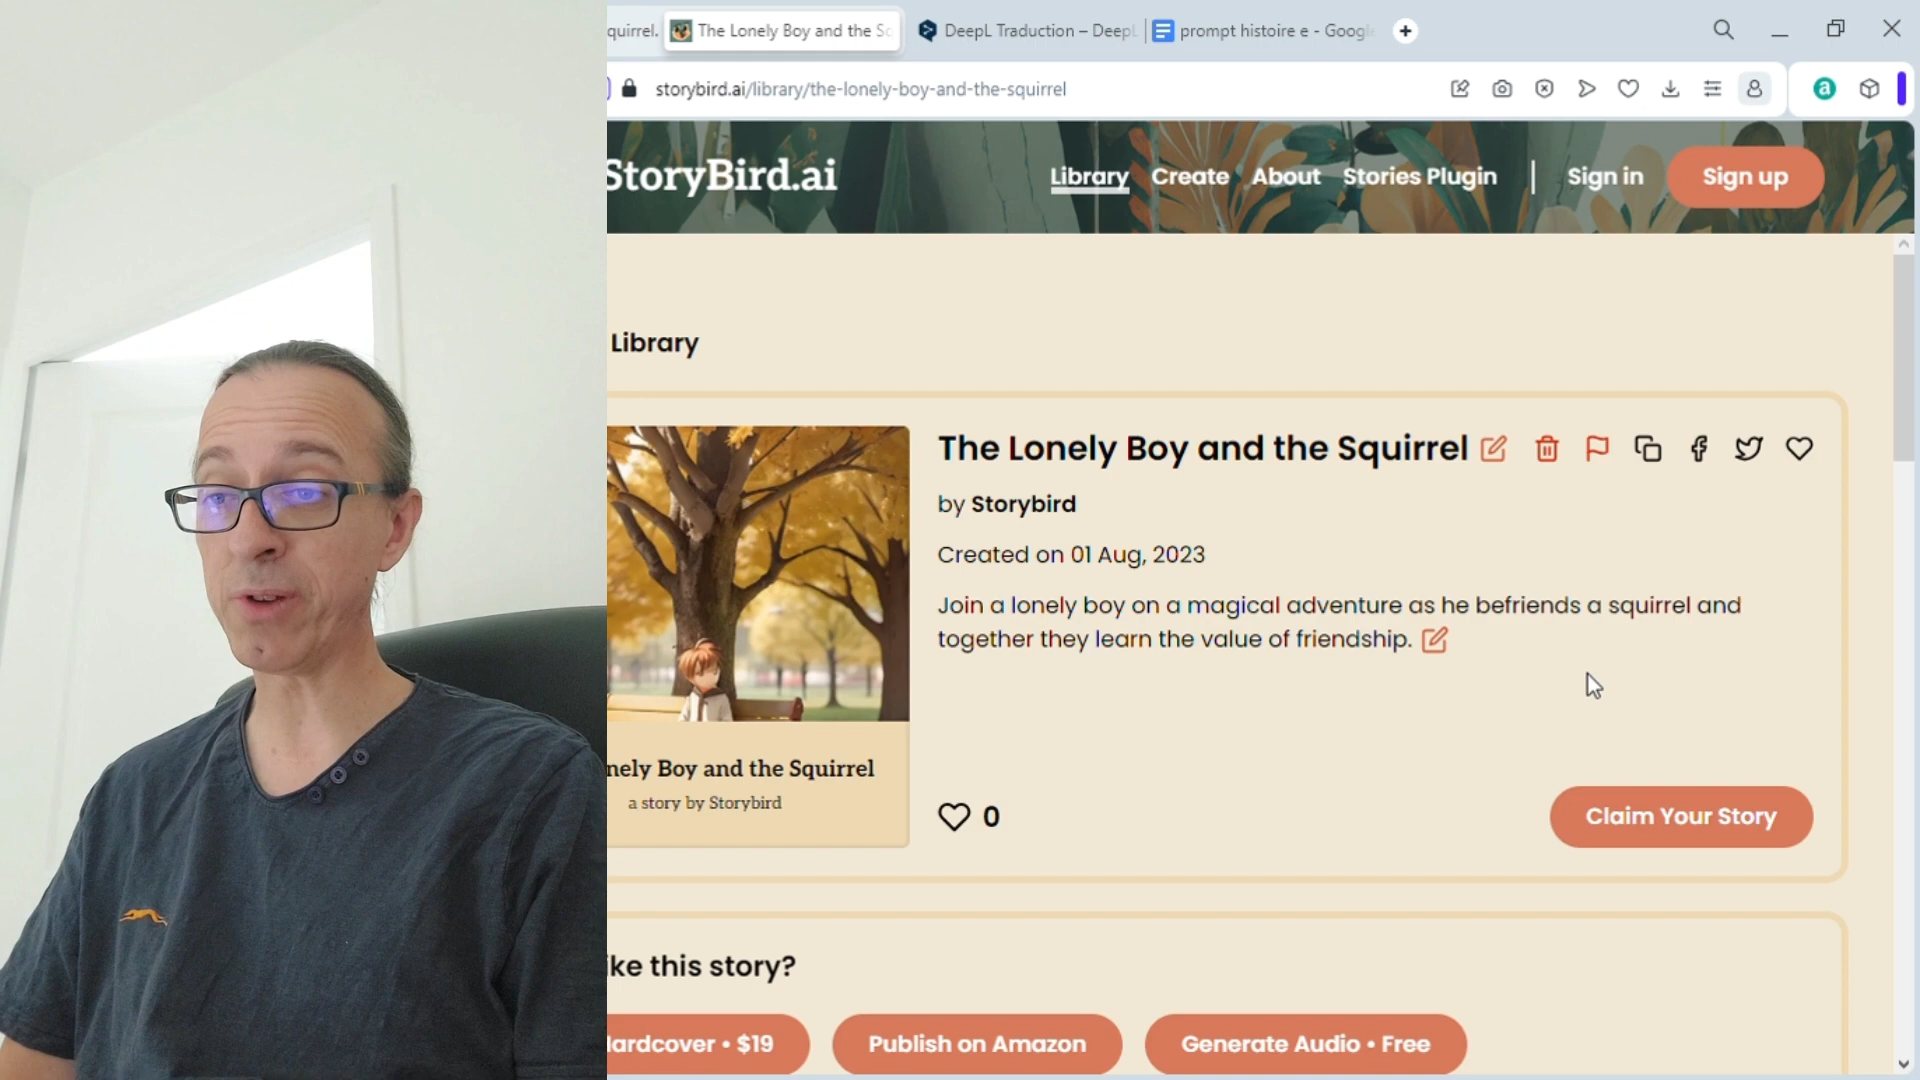 quirrel.
The Lonely Boy and the Sc
DeepL Traduction – DeepL
prompt histoire e - Googl
storybird.ai/library/the-lonely-boy-and-the-squirrel
a
StoryBird.ai
Library
Create
About
Stories Plugin
Sign in
Sign up
Library
The Lonely Boy and the Squirrel
by Storybird
Created on 01 Aug, 2023
Join a lonely boy on a magical adventure as he befriends a squirrel and
together they learn the value of friendship.
nely Boy and the Squirrel
a story by Storybird
0
Claim Your Story
ike this story?
Hardcover • $19
Publish on Amazon
Generate Audio • Free